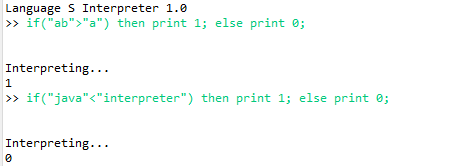 Language S Interpreter 1.0
>> if("ab">"a") then print 1; else print 0;
Interpreting...
1
>> if("java"<"interpreter") then print 1; else print 0;
Interpreting...
0